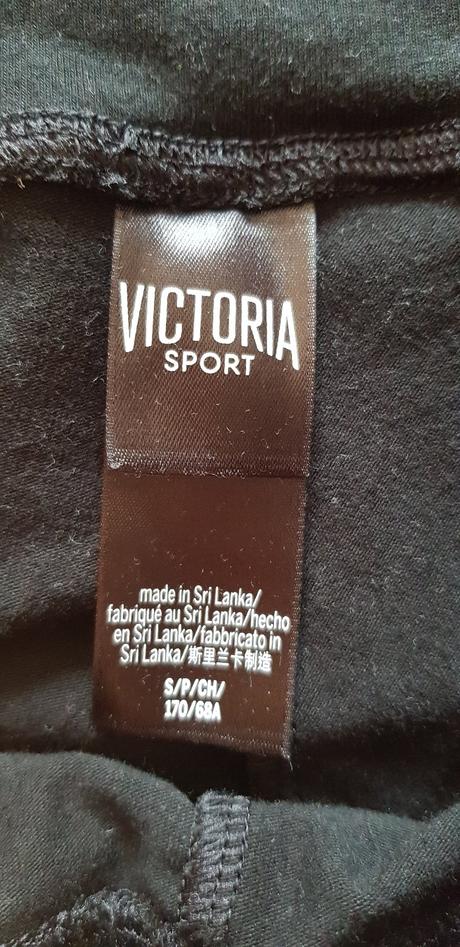 VICTORIA
SPORT
made in Sri Lanka/
fabriqué au Sri Lanka/hecho
en Sri Lanka/fabbricato in
Sri Lanka/斯里兰卡制造
S/P/CH/
170/68A